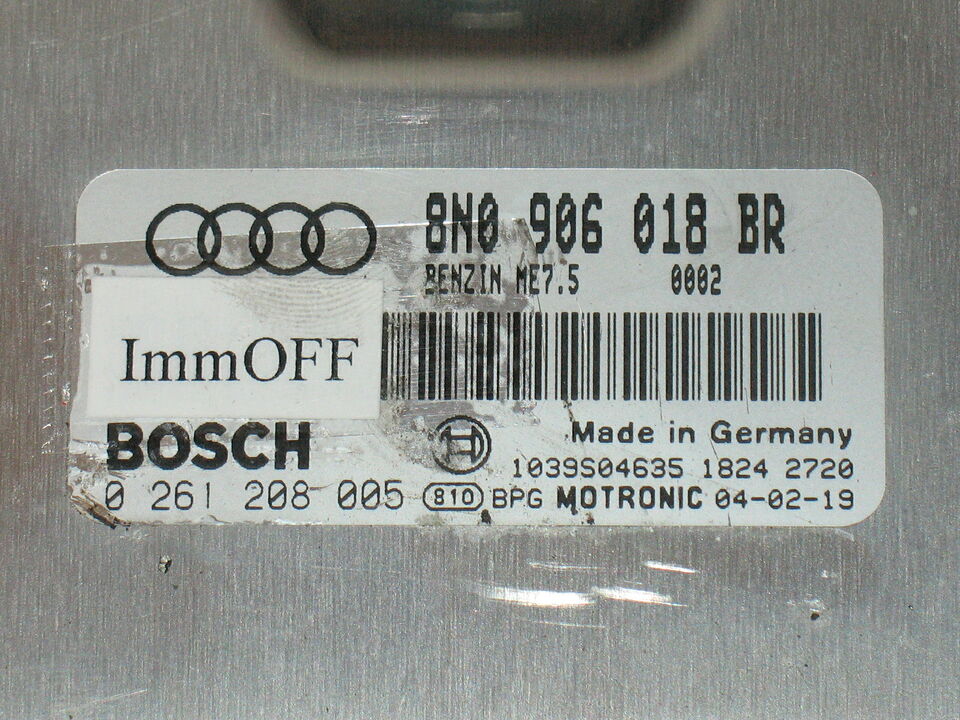 8N0 906 018 BR
BENZIN ME7.5 0002
ImmOFF
BOSCH
Made in Germany
1039S04635 1824 2720
0 261 208 005 810 BPG MOTRONIC 04-02-19